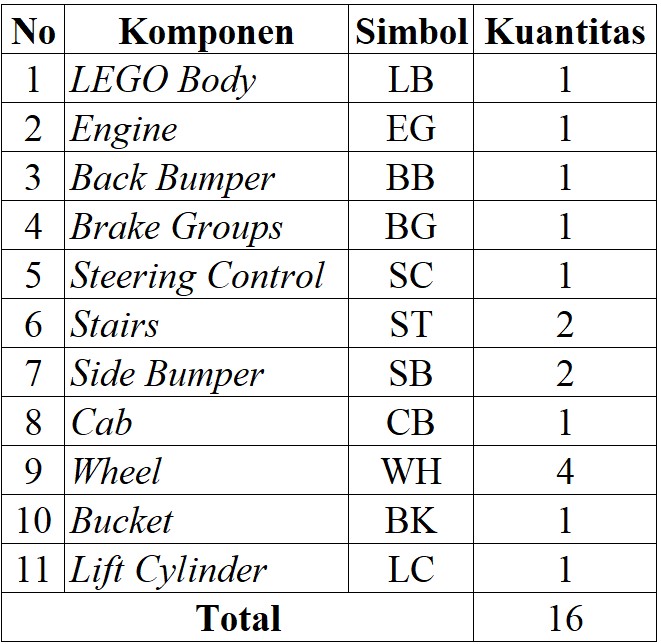 No Komponen Simbol Kuantitas
1 LEGO Body LB 1
2 Engine EG 1
3 Back Bumper BB 1
4 Brake Groups BG 1
5 Steering Control SC 1
6 Stairs ST 2
7 Side Bumper SB 2
8 Cab CB 1
9 Wheel WH 4
10 Bucket BK 1
11 Lift Cylinder LC 1
Total 16